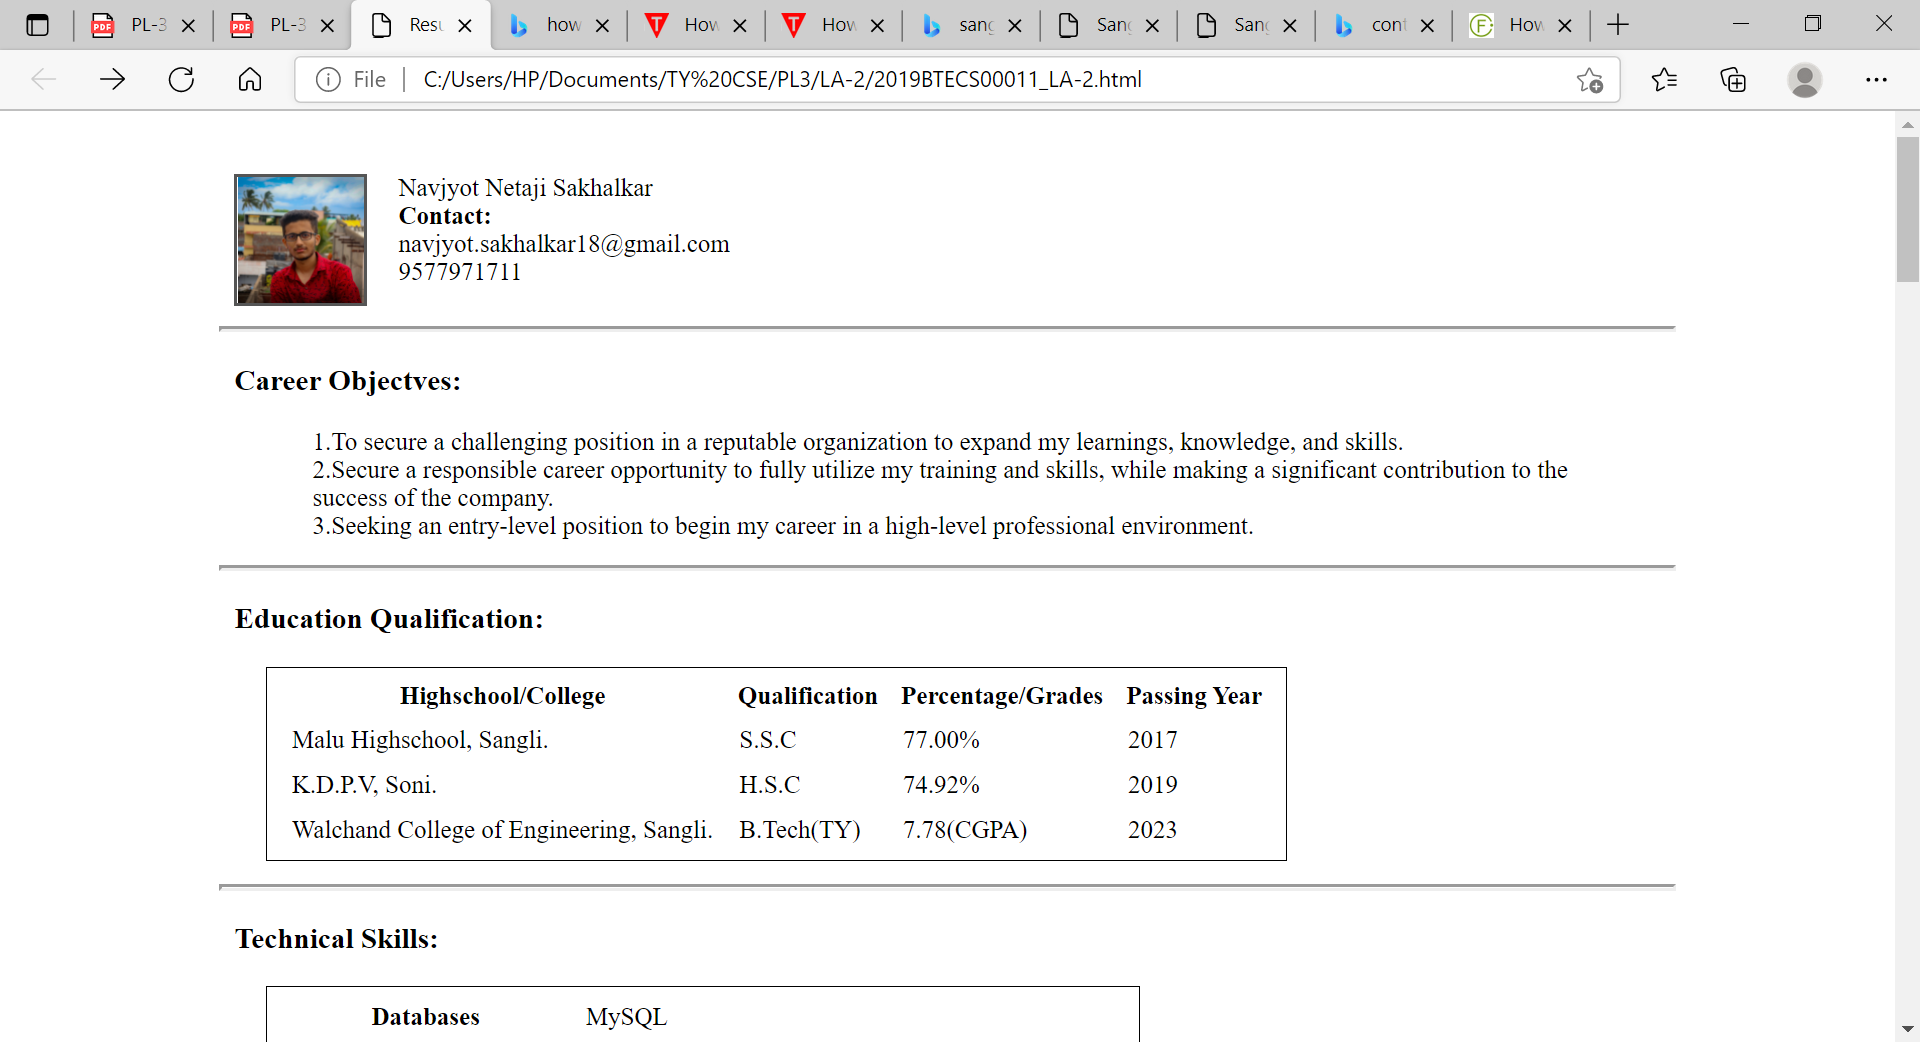 PL-3
PL-3
Resu
how
How
How
sang
Sang
Sang
cont
How
File
C:/Users/HP/Documents/TY%20CSE/PL3/LA-2/2019BTECS00011_LA-2.html
Navjyot Netaji Sakhalkar
Contact:
navjyot.sakhalkar18@gmail.com
9577971711
Career Objectves:
1.To secure a challenging position in a reputable organization to expand my learnings, knowledge, and skills.
2.Secure a responsible career opportunity to fully utilize my training and skills, while making a significant contribution to the
success of the company.
3.Seeking an entry-level position to begin my career in a high-level professional environment.
Education Qualification:
Highschool/College Qualification Percentage/Grades Passing Year
Malu Highschool, Sangli. S.S.C 77.00% 2017
K.D.P.V, Soni. H.S.C 74.92% 2019
Walchand College of Engineering, Sangli. B.Tech(TY) 7.78(CGPA) 2023
Technical Skills:
Databases MySQL